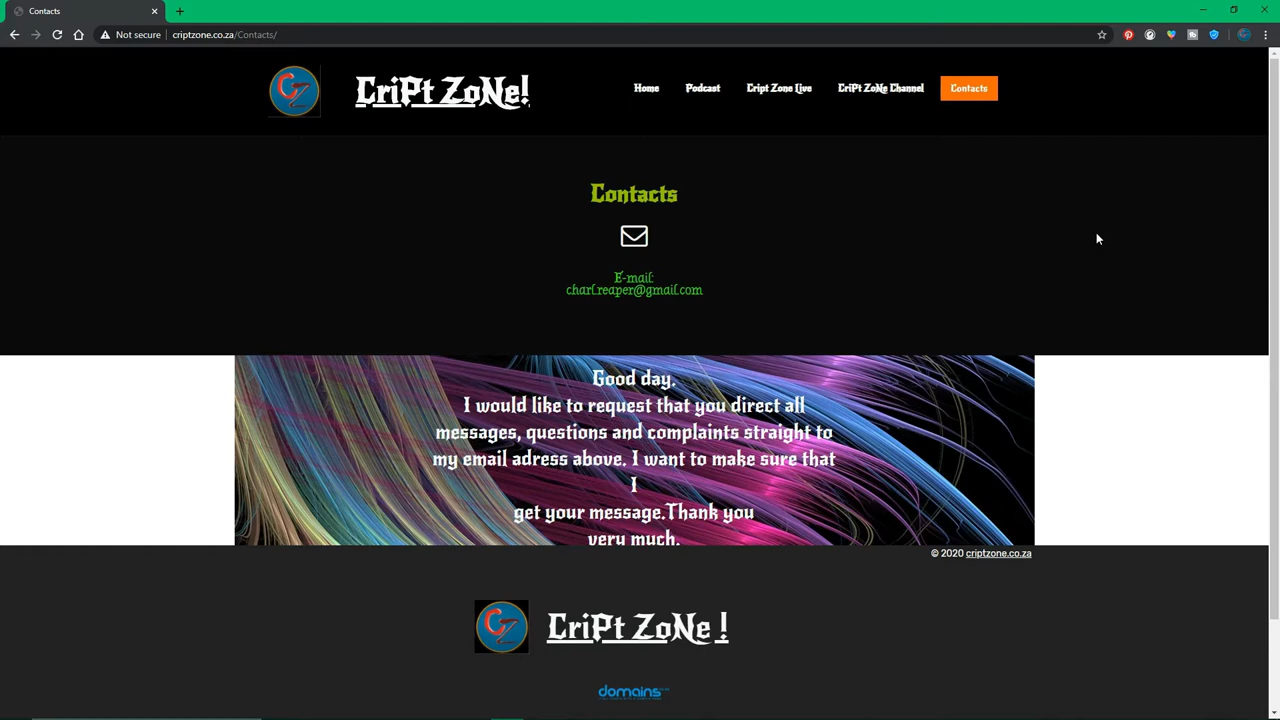 Contacts
Not secure criptzone.co.za/Contacts/
CZ
CriPt ZoNe!
Home Podcast Cript Zone Live CriPt ZoNe Channel Contacts
Contacts
E-mail:
charl.reaper@gmail.com
Good day.
I would like to request that you direct all
messages, questions and complaints straight to
my email adress above. I want to make sure that
I
get your message.Thank you
very much.
© 2020 criptzone.co.za
CZ
CriPt ZoNe !
domains